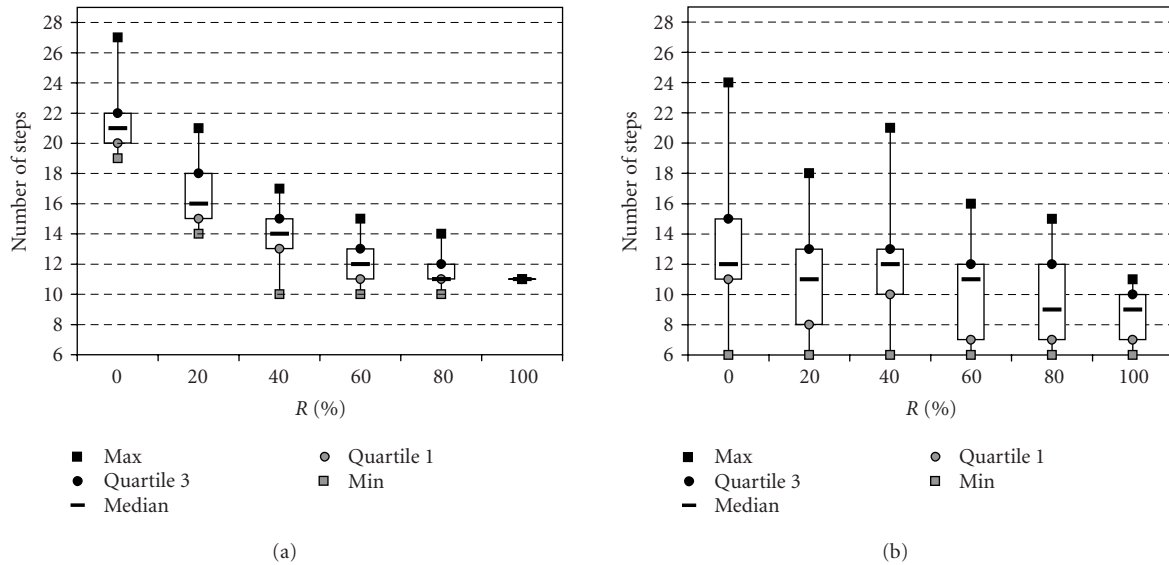 28
26
24
22
20
18
16
14
12
10
8
6
Number of steps
0 20 40 60 80 100
R (%)
Max
Quartile 3
Median
Quartile 1
Min
(a)
28
26
24
22
20
18
16
14
12
10
8
6
Number of steps
0 20 40 60 80 100
R (%)
Max
Quartile 3
Median
Quartile 1
Min
(b)